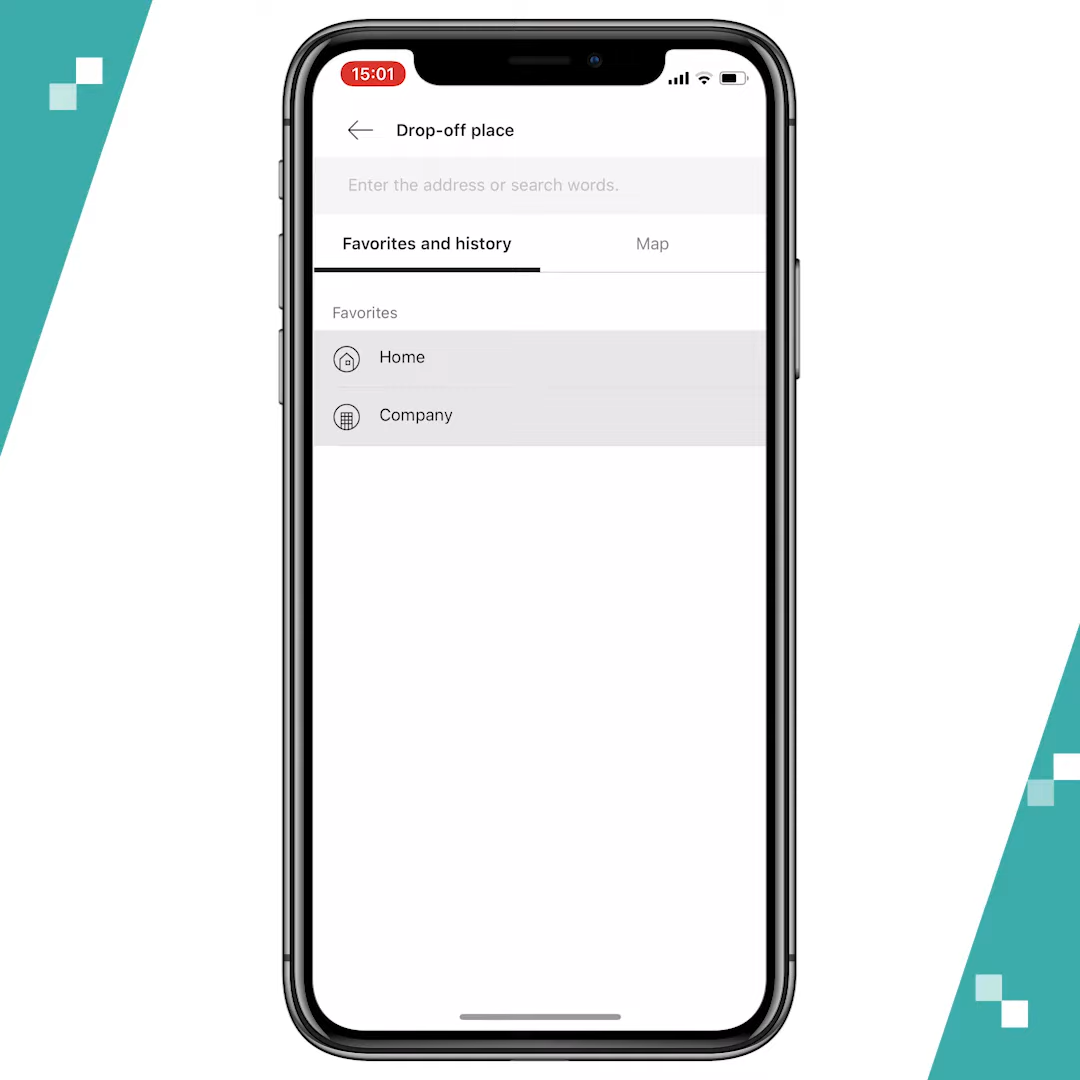 15:01
Drop-off place
Enter the address or search words.
Favorites and history
Map
Favorites
Home
Company